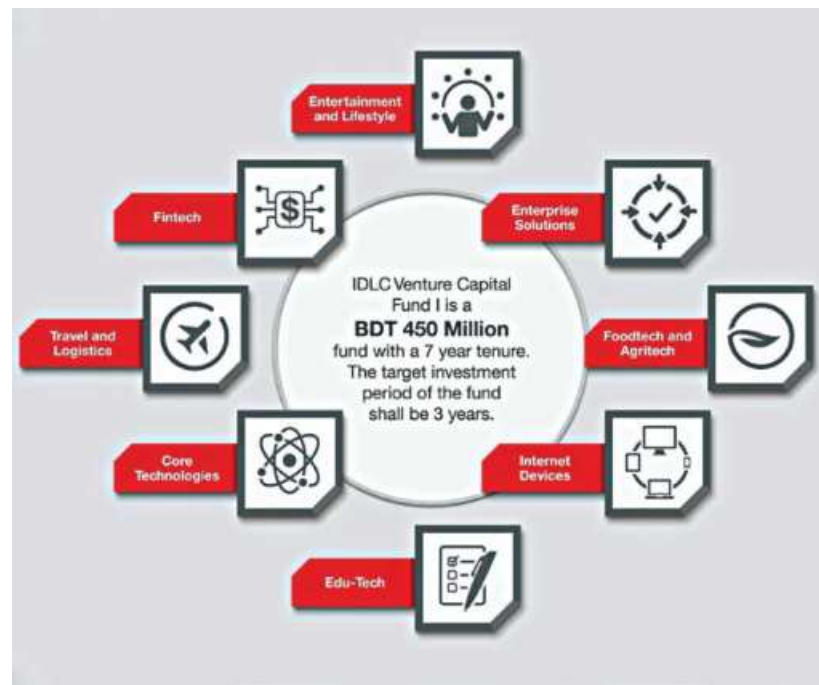 Entertainment
and Lifestyle
Fintech
$
Enterprise
Solutions
IDLC Venture Capital
Fund I is a
BDT 450 Million
fund with a 7 year tenure.
The target investment
period of the fund
shall be 3 years.
Travel and
Logistics
Foodtech and
Agritech
Core
Technologies
Internet
Devices
Edu-Tech